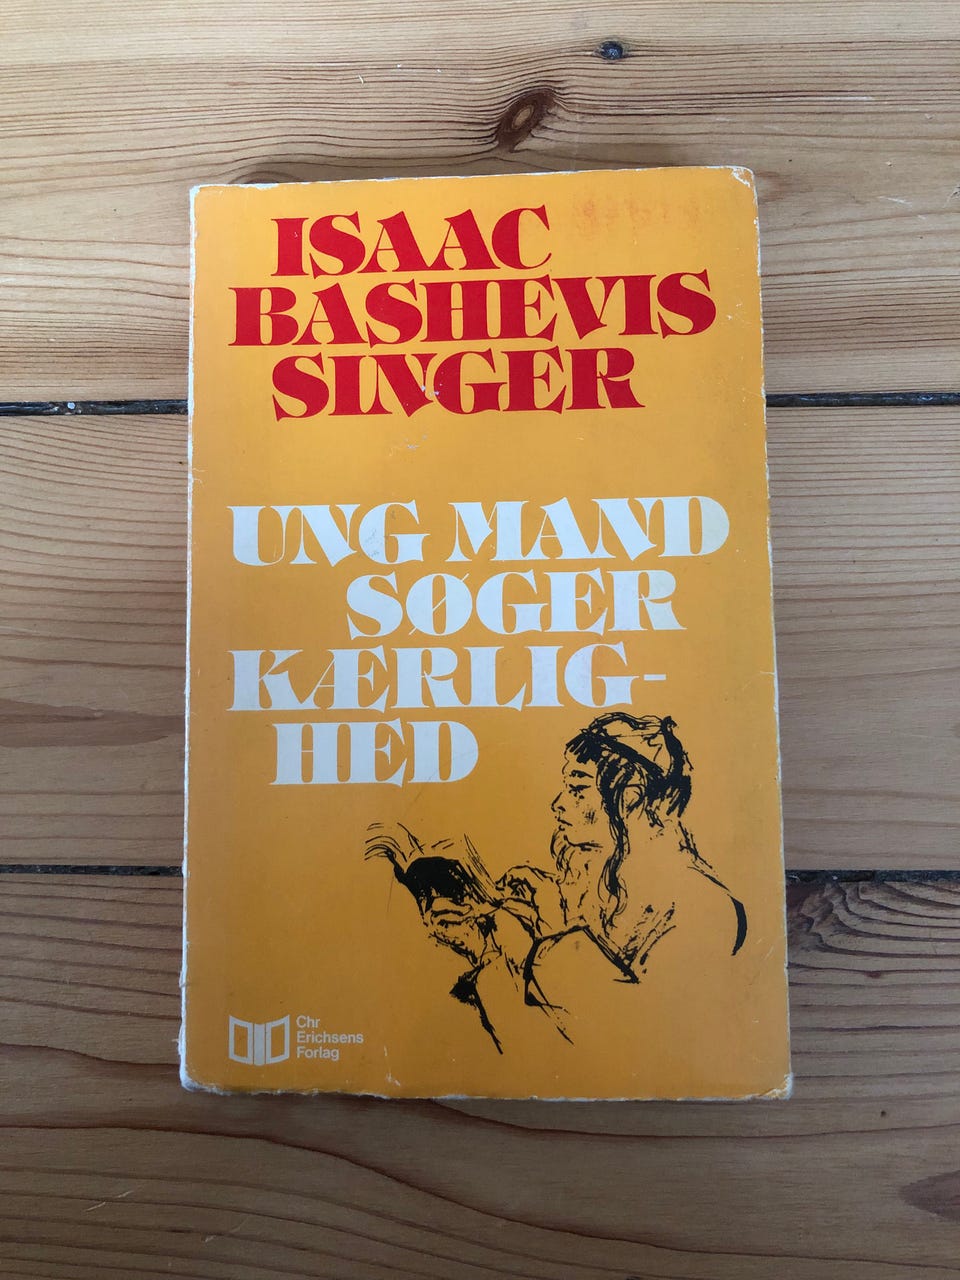 ISAAC
BASHEVIS
SINGER
UNG MAND
SØGER
KÆRLIG-
HED
Chr
Erichsens
Forlag